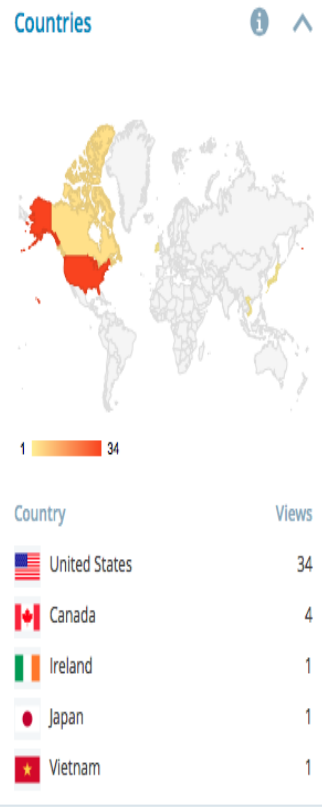 Countries
1 34
Country Views
United States 34
Canada 4
Ireland 1
Japan 1
Vietnam 1